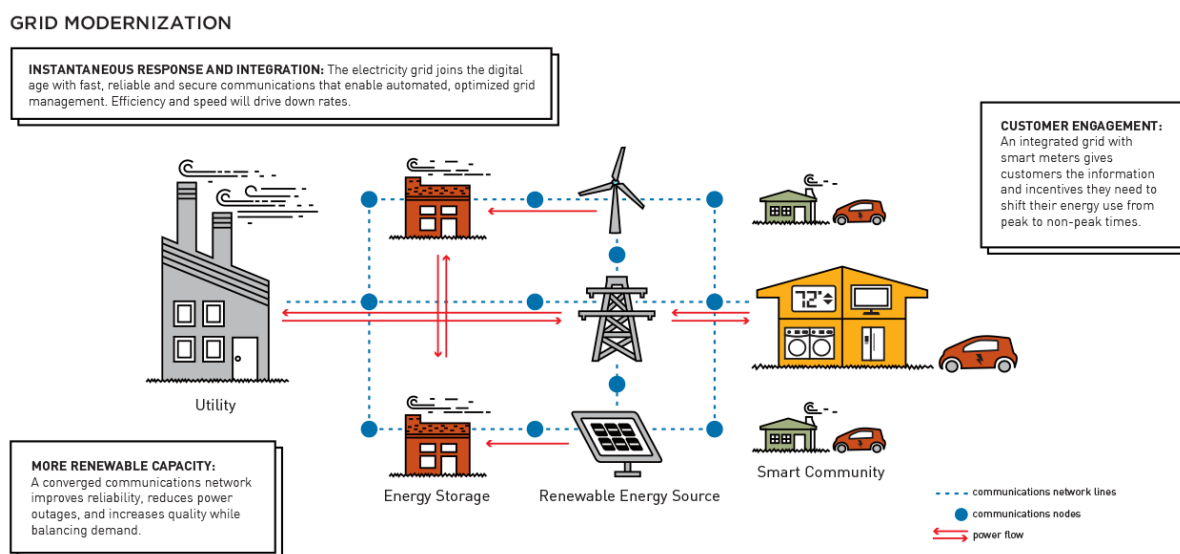 GRID MODERNIZATION
INSTANTANEOUS RESPONSE AND INTEGRATION: The electricity grid joins the digital
age with fast, reliable and secure communications that enable automated, optimized grid
management. Efficiency and speed will drive down rates.
CUSTOMER ENGAGEMENT:
An integrated grid with
smart meters gives
customers the information
and incentives they need to
shift their energy use from
peak to non-peak times.
72°
Utility
MORE RENEWABLE CAPACITY:
A converged communications network
improves reliability, reduces power
outages, and increases quality while
balancing demand.
Energy Storage
Renewable Energy Source
Smart Community
communications network lines
communications nodes
power flow